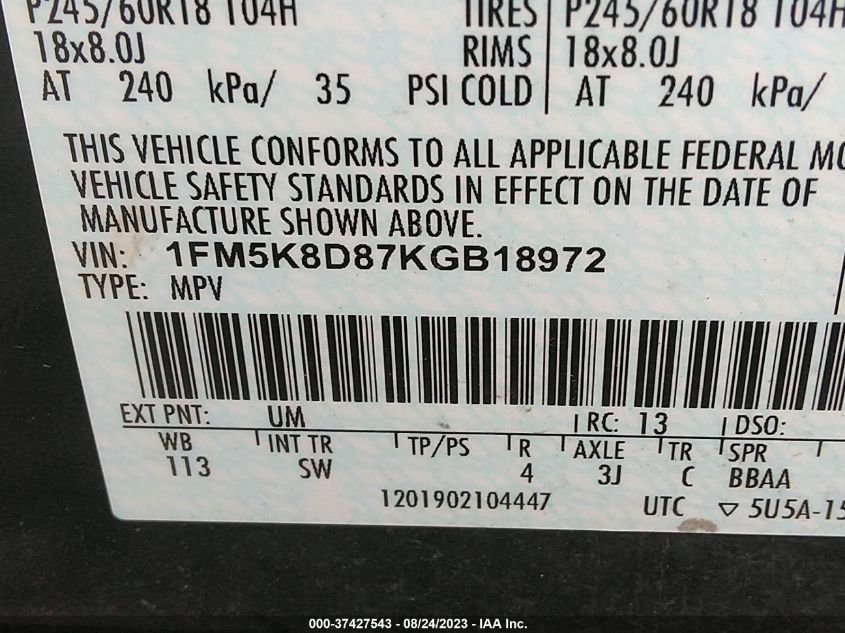 P245/60R18 104H TIRES P245/60R18 104H
18x8.0J RIMS 18x8.0J
AT 240 kPa/ 35 PSI COLD AT 240 kPa/
THIS VEHICLE CONFORMS TO ALL APPLICABLE FEDERAL MO
VEHICLE SAFETY STANDARDS IN EFFECT ON THE DATE OF
MANUFACTURE SHOWN ABOVE.
VIN: 1FM5K8D87KGB18972
TYPE: MPV
EXT PNT: UM RC: 13 DSO:
WB INT TR TP/PS R AXLE TR SPR
113 SW 4 3J C BBAA
1201902104447 UTC ▽ 5U5A-15
000-37427543 - 08/24/2023 - IAA Inc.